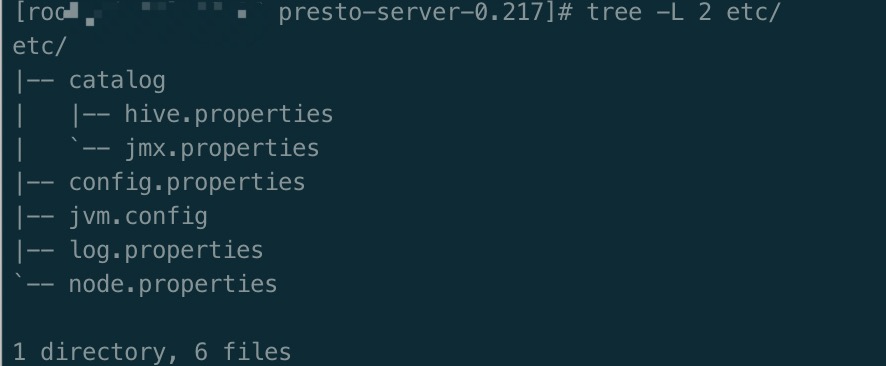 [roo presto-server-0.217]# tree -L 2 etc/
etc/
|-- catalog
|   |-- hive.properties
|   `-- jmx.properties
|-- config.properties
|-- jvm.config
|-- log.properties
`-- node.properties
1 directory, 6 files